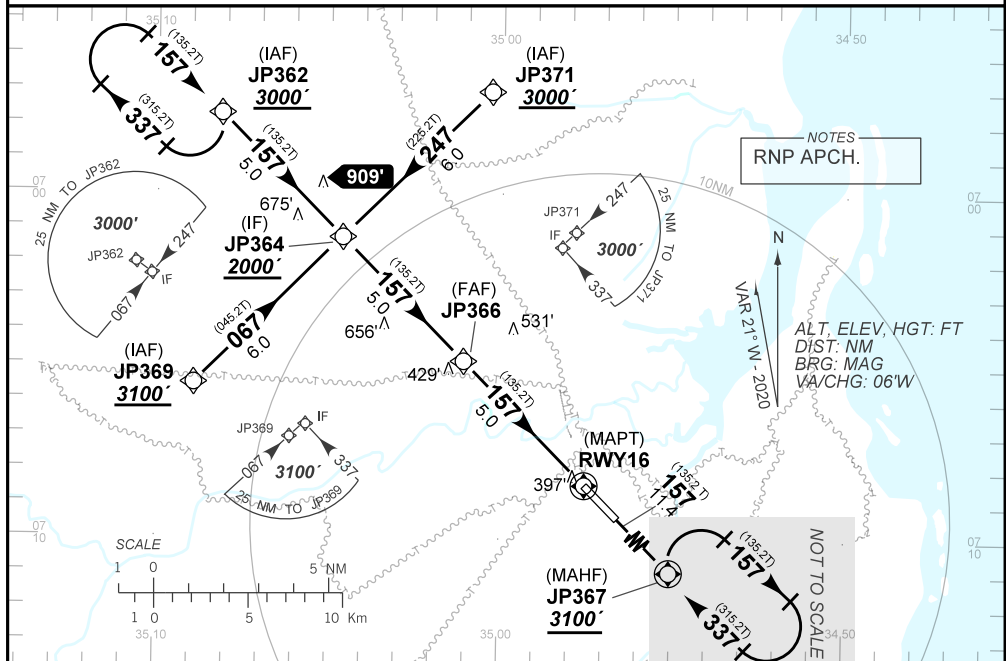 35 10
35 00
34 50
(135.2T)
157
(315.2T)
337
(IAF)
JP362
3000´
(IAF)
JP371
3000´
(135.2T)
157
5.0
(225.2T)
247
6.0
NOTES
RNP APCH.
10NM
07
00
07
00
25 NM TO JP362
3000'
JP362
IF
247
067
909'
675'
(IF)
JP364
2000´
25 NM TO JP371
JP371
IF
3000´
247
337
N
VAR 21° W - 2020
ALT, ELEV, HGT: FT
DIST: NM
BRG: MAG
VA/CHG: 06'W
(135.2T)
157
5.0
(FAF)
JP366
656'
531'
429'
(045.2T)
067
6.0
(IAF)
JP369
3100´
(135.2T)
157
5.0
JP369
IF
067
337
3100´
25 NM TO JP369
(MAPT)
RWY16
397'
(135.2T)
157
11.4
07
10
07
10
SCALE
1 0 5 NM
1 0 5 10 Km
(MAHF)
JP367
3100´
(135.2T)
157
(315.2T)
337
NOT TO SCALE
35 10
35 00
34 50